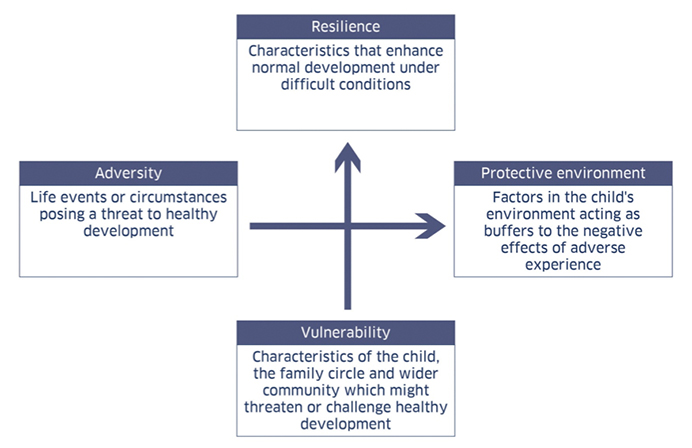 Resilience
Characteristics that enhance
normal development under
difficult conditions
Adversity
Life events or circumstances
posing a threat to healthy
development
Protective environment
Factors in the child's
environment acting as
buffers to the negative
effects of adverse
experience
Vulnerability
Characteristics of the child,
the family circle and wider
community which might
threaten or challenge healthy
development